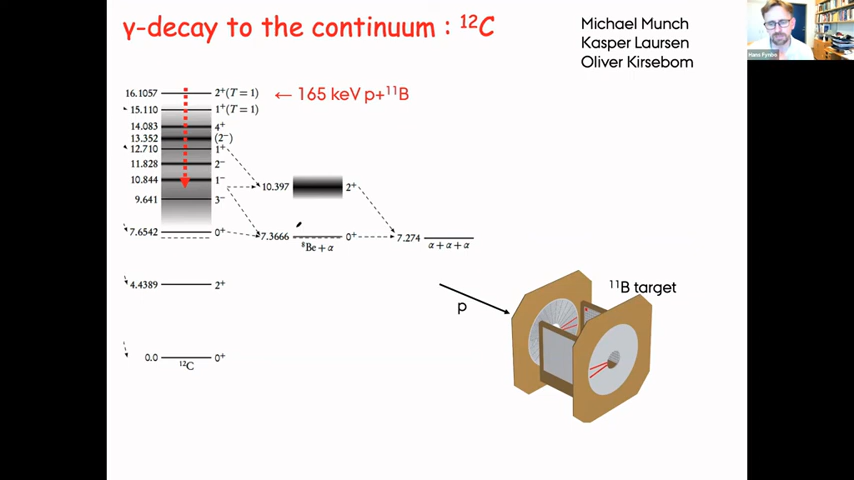 γ-decay to the continuum : ¹²C
Michael Munch
Kasper Laursen
Oliver Kirsebom
Hans Fynbo
16.1057 2⁺(T = 1)
← 165 keV p+¹¹B
15.110 1⁺(T = 1)
14.083 4⁺
13.352 (2⁻)
12.710 1⁺
11.828 2⁻
10.844 1⁻
10.397 2⁺
9.641 3⁻
7.6542 0⁺
7.3666 0⁺
⁸Be + α
7.274
α + α + α
4.4389 2⁺
¹¹B target
p
0.0 0⁺
¹²C